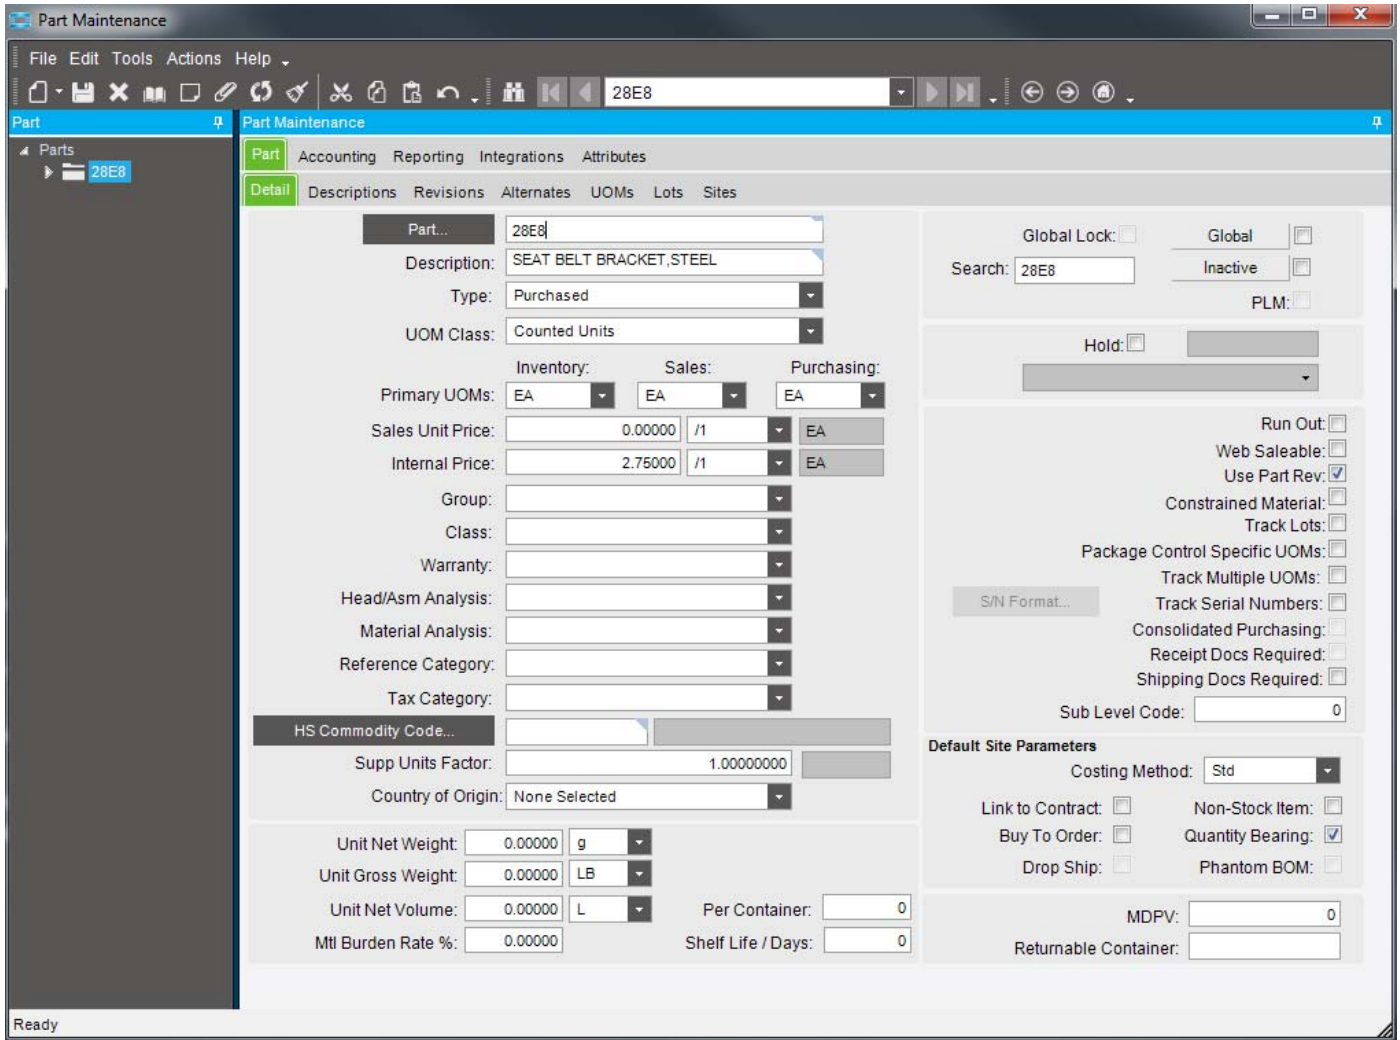 Part Maintenance
File Edit Tools Actions Help
28E8
Part
Part Maintenance
Parts
28E8
Part Accounting Reporting Integrations Attributes
Detail Descriptions Revisions Alternates UOMs Lots Sites
Part... 28E8
Description: SEAT BELT BRACKET,STEEL
Type: Purchased
UOM Class: Counted Units
Inventory: Sales: Purchasing:
Primary UOMs: EA EA EA
Sales Unit Price: 0.00000 /1 EA
Internal Price: 2.75000 /1 EA
Group:
Class:
Warranty:
Head/Asm Analysis:
Material Analysis:
Reference Category:
Tax Category:
HS Commodity Code...
Supp Units Factor: 1.00000000
Country of Origin: None Selected
Unit Net Weight: 0.00000 g
Unit Gross Weight: 0.00000 LB
Unit Net Volume: 0.00000 L Per Container: 0
Mtl Burden Rate %: 0.00000 Shelf Life / Days: 0
Global Lock: Global
Search: 28E8 Inactive
PLM:
Hold:
Run Out:
Web Saleable:
Use Part Rev:
Constrained Material:
Track Lots:
Package Control Specific UOMs:
Track Multiple UOMs:
S/N Format... Track Serial Numbers:
Consolidated Purchasing:
Receipt Docs Required:
Shipping Docs Required:
Sub Level Code: 0
Default Site Parameters
Costing Method: Std
Link to Contract: Non-Stock Item:
Buy To Order: Quantity Bearing:
Drop Ship: Phantom BOM:
MDPV: 0
Returnable Container:
Ready